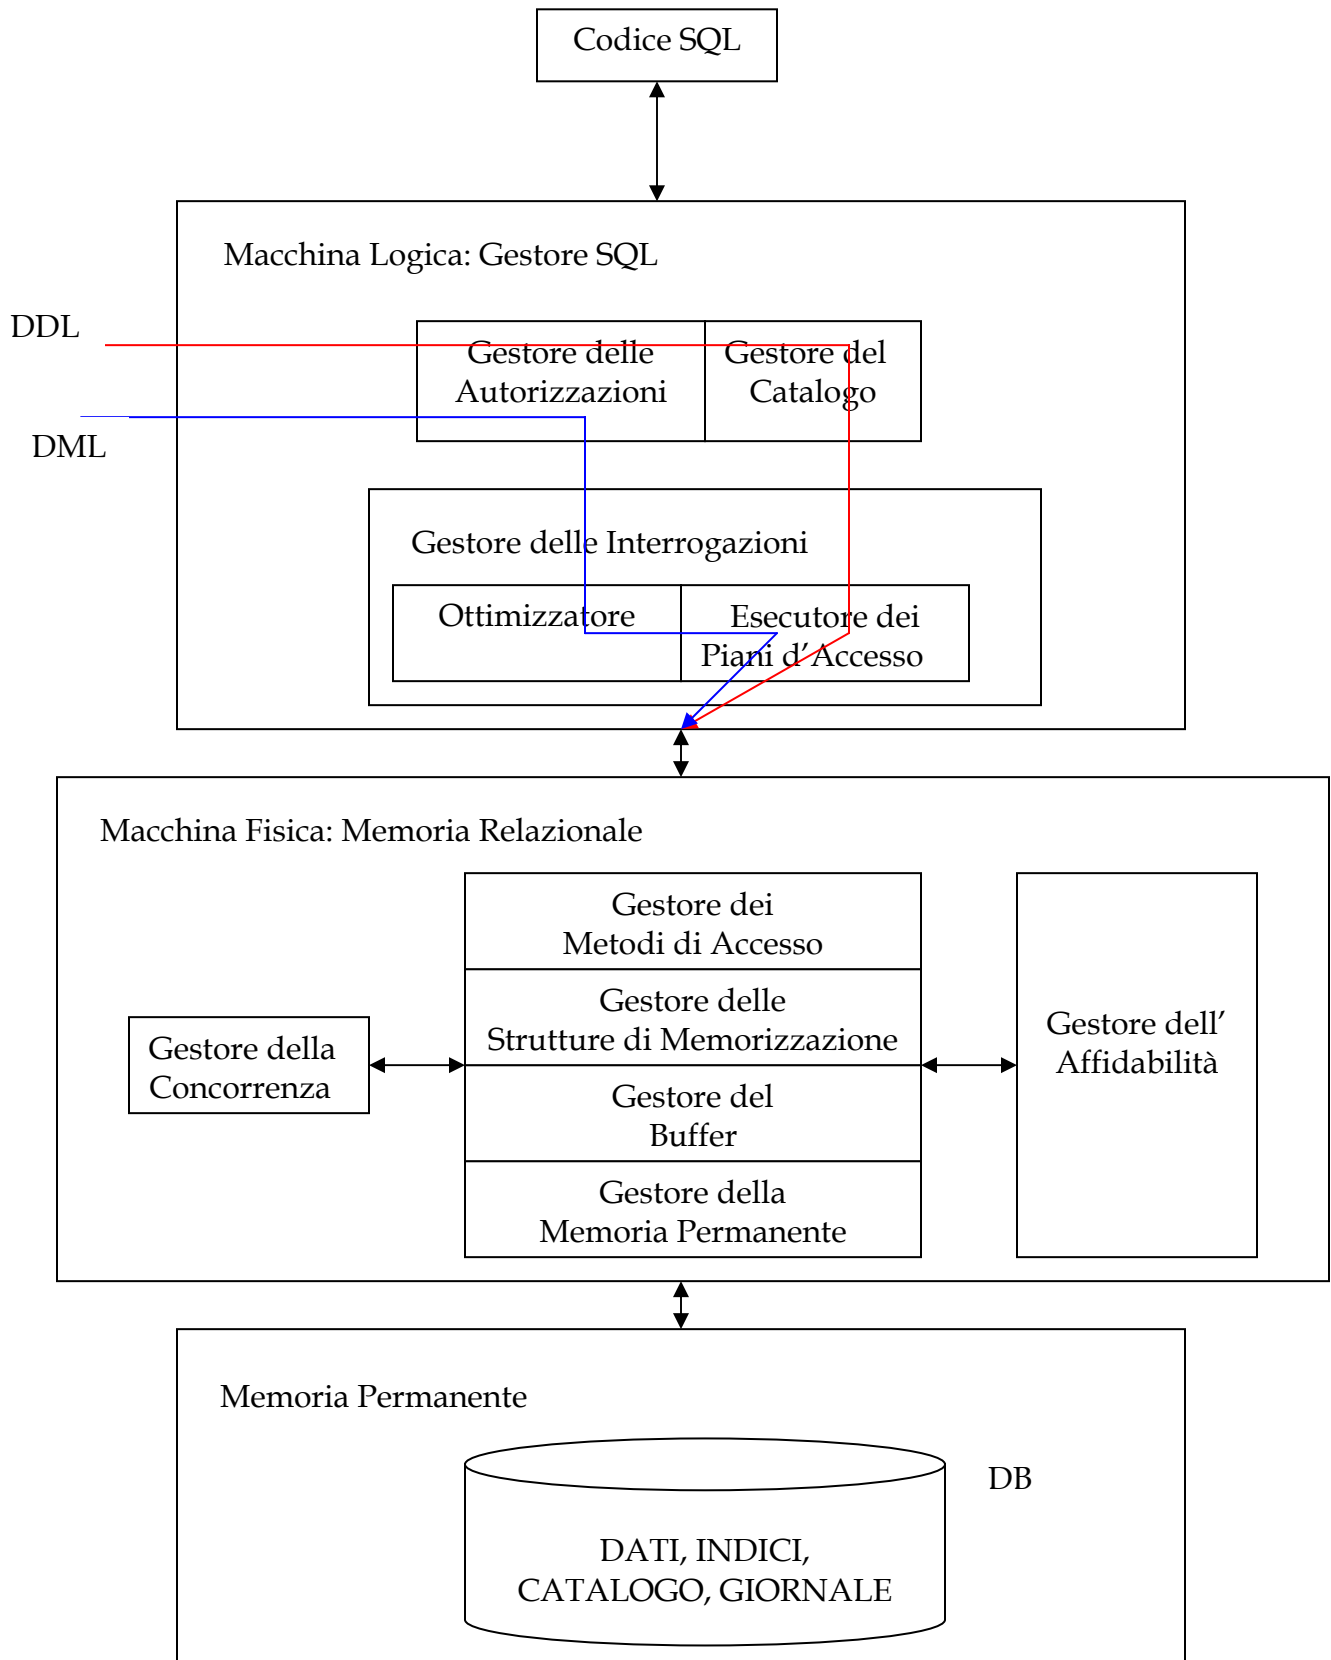 Codice SQL
Macchina Logica: Gestore SQL
DDL
Gestore delle
Autorizzazioni
Gestore del
Catalogo
DML
Gestore delle Interrogazioni
Ottimizzatore
Esecutore dei
Piani d’Accesso
Macchina Fisica: Memoria Relazionale
Gestore dei
Metodi di Accesso
Gestore delle
Strutture di Memorizzazione
Gestore della
Concorrenza
Gestore dell’
Affidabilità
Gestore del
Buffer
Gestore della
Memoria Permanente
Memoria Permanente
DB
DATI, INDICI,
CATALOGO, GIORNALE